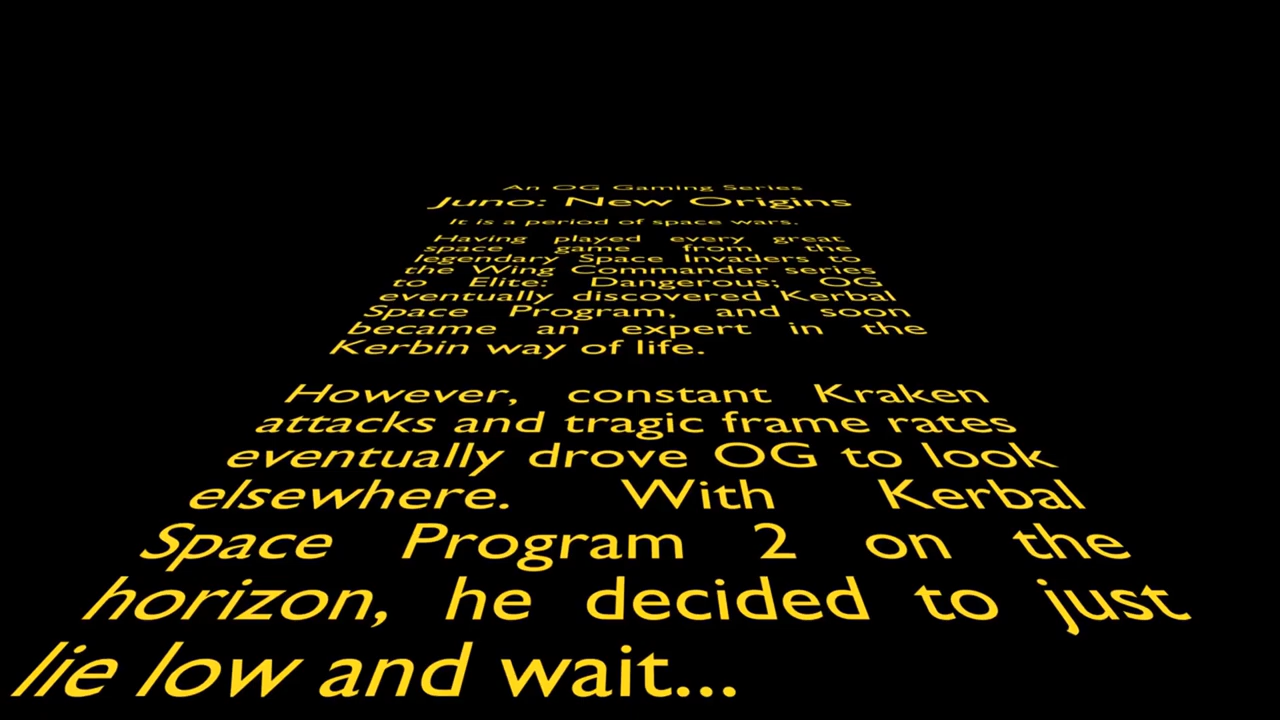 An OG Gaming Series
Juno: New Origins
It is a period of space wars.
Having played every great
space game from the
legendary Space Invaders to
the Wing Commander series
to Elite: Dangerous; OG
eventually discovered Kerbal
Space Program, and soon
became an expert in the
Kerbin way of life.
However, constant Kraken
attacks and tragic frame rates
eventually drove OG to look
elsewhere. With Kerbal
Space Program 2 on the
horizon, he decided to just
lie low and wait...